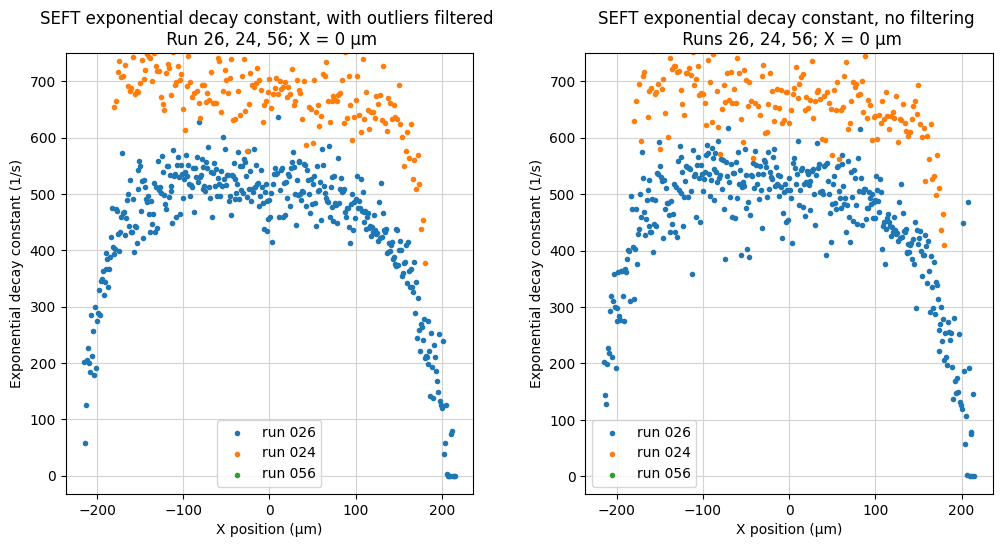 SEFT exponential decay constant, with outliers filtered
Run 26, 24, 56; X = 0 μm
700
600
500
400
300
200
100
0
Exponential decay constant (1/s
−200
−100
0
100
200
X position (μm)
run 026
run 024
run 056
SEFT exponential decay constant, no filtering
Runs 26, 24, 56; X = 0 μm
700
600
500
400
300
200
100
0
Exponential decay constant (1/s
−200
−100
0
100
200
X position (μm)
run 026
run 024
run 056